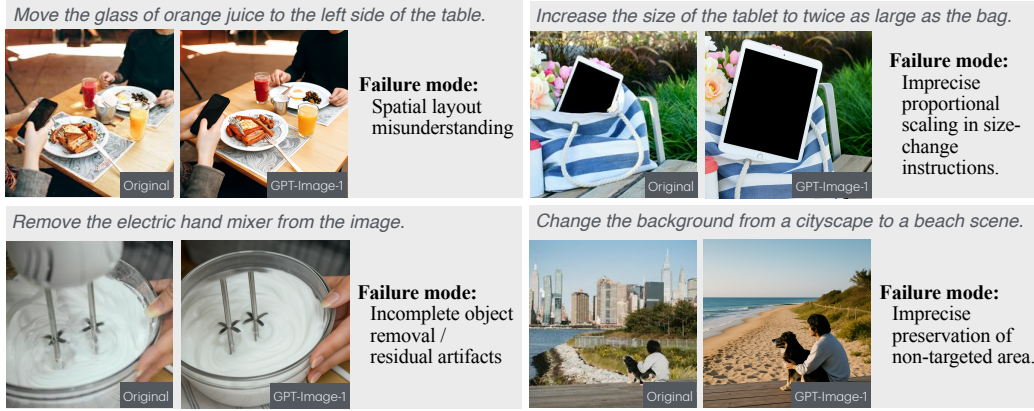 Move the glass of orange juice to the left side of the table.
Original
GPT-Image-1
Failure mode:
Spatial layout
misunderstanding
Increase the size of the tablet to twice as large as the bag.
Original
GPT-Image-1
Failure mode:
Imprecise
proportional
scaling in size-
change
instructions.
Remove the electric hand mixer from the image.
Original
GPT-Image-1
Failure mode:
Incomplete object
removal /
residual artifacts
Change the background from a cityscape to a beach scene.
Original
GPT-Image-1
Failure mode:
Imprecise
preservation of
non-targeted area.